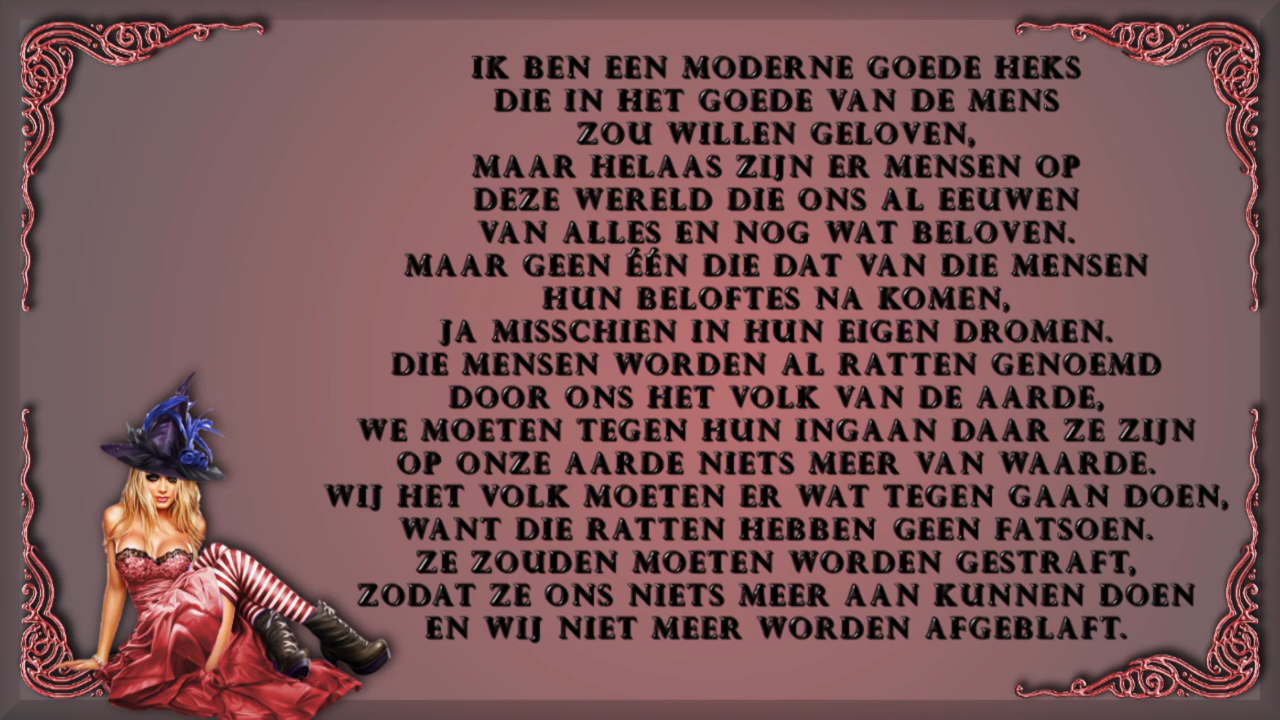 IK BEN EEN MODERNE GOEDE HEKS
DIE IN HET GOEDE VAN DE MENS
ZOU WILLEN GELOVEN,
MAAR HELAAS ZIJN ER MENSEN OP
DEZE WERELD DIE ONS AL EEUWEN
VAN ALLES EN NOG WAT BELOVEN.
MAAR GEEN ÉÉN DIE DAT VAN DIE MENSEN
HUN BELOFTES NA KOMEN,
JA MISSCHIEN IN HUN EIGEN DROMEN.
DIE MENSEN WORDEN AL RATTEN GENOEMD
DOOR ONS HET VOLK VAN DE AARDE,
WE MOETEN TEGEN HUN INGAAN DAAR ZE ZIJN
OP ONZE AARDE NIETS MEER VAN WAARDE.
WIJ HET VOLK MOETEN ER WAT TEGEN GAAN DOEN,
WANT DIE RATTEN HEBBEN GEEN FATSOEN.
ZE ZOUDEN MOETEN WORDEN GESTRAFT,
ZODAT ZE ONS NIETS MEER AAN KUNNEN DOEN
EN WIJ NIET MEER WORDEN AFGEBLAFT.